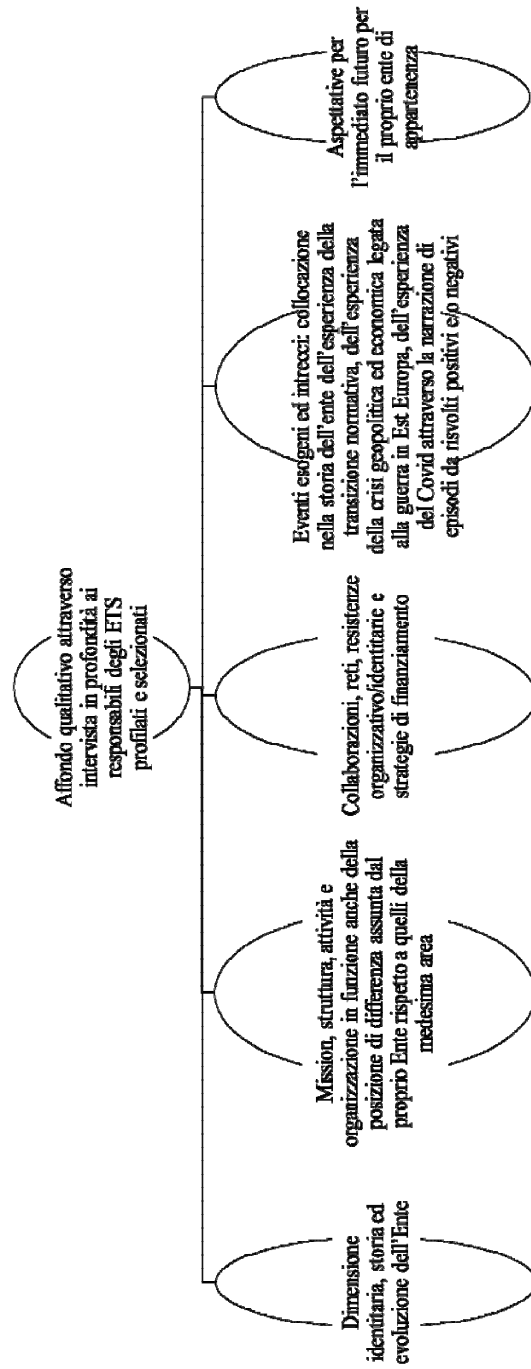 Affondo qualitativo attraverso
intervista in profondità ai
responsabili degli ETS
profilati e selezionati
Dimensione
identitaria, storia ed
evoluzione dell'Ente
Mission, struttura, attività e
organizzazione in funzione anche della
posizione di differenza assunta dal
proprio Ente rispetto a quelli della
medesima area
Collaborazioni, reti, resistenze
organizzativo/identitarie e
strategie di finanziamento
Eventi esogeni ed intrecci: collocazione
nella storia dell'ente dell'esperienza della
transizione normativa, dell'esperienza
della crisi geopolitica ed economica legata
alla guerra in Est Europa, dell'esperienza
del Covid attraverso la narrazione di
episodi da risvolti positivi e/o negativi
Aspettative per
l'immediato futuro per
il proprio ente di
appartenenza